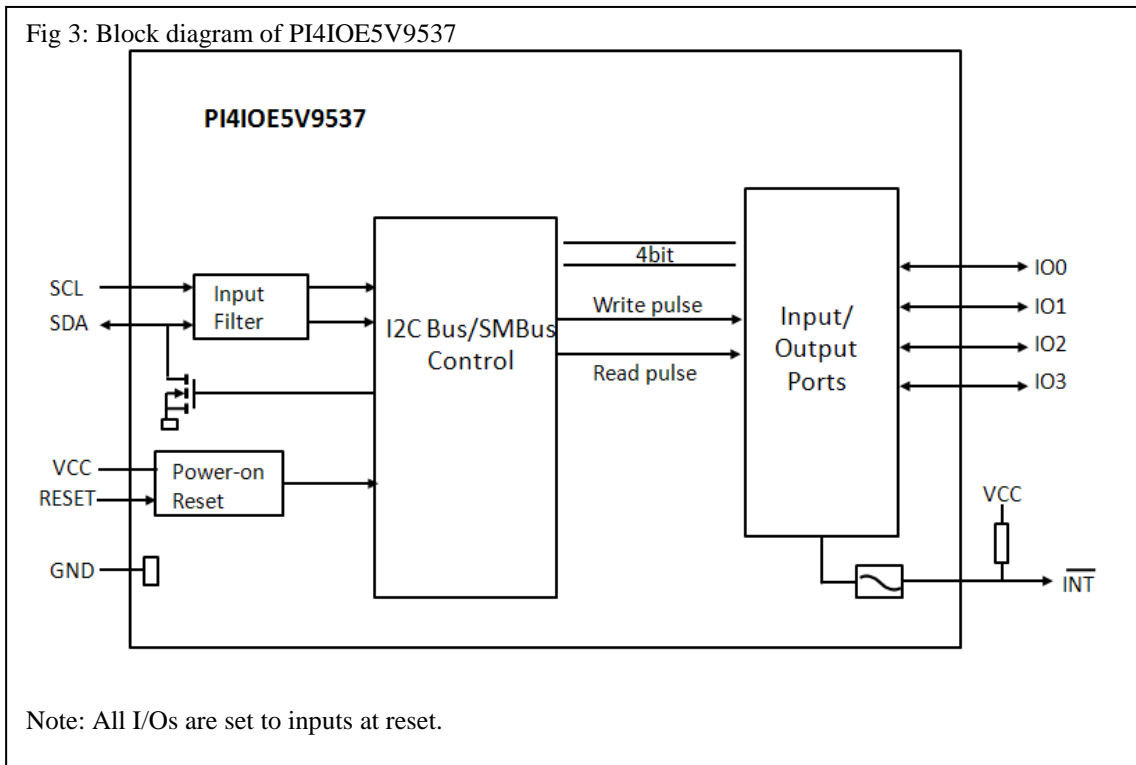 Fig 3: Block diagram of PI4IOE5V9537
PI4IOE5V9537
SCL
SDA
Input
Filter
I2C Bus/SMBus
Control
4bit
Write pulse
Read pulse
Input/
Output
Ports
IO0
IO1
IO2
IO3
VCC
RESET
Power-on
Reset
GND
VCC
INT
Note: All I/Os are set to inputs at reset.